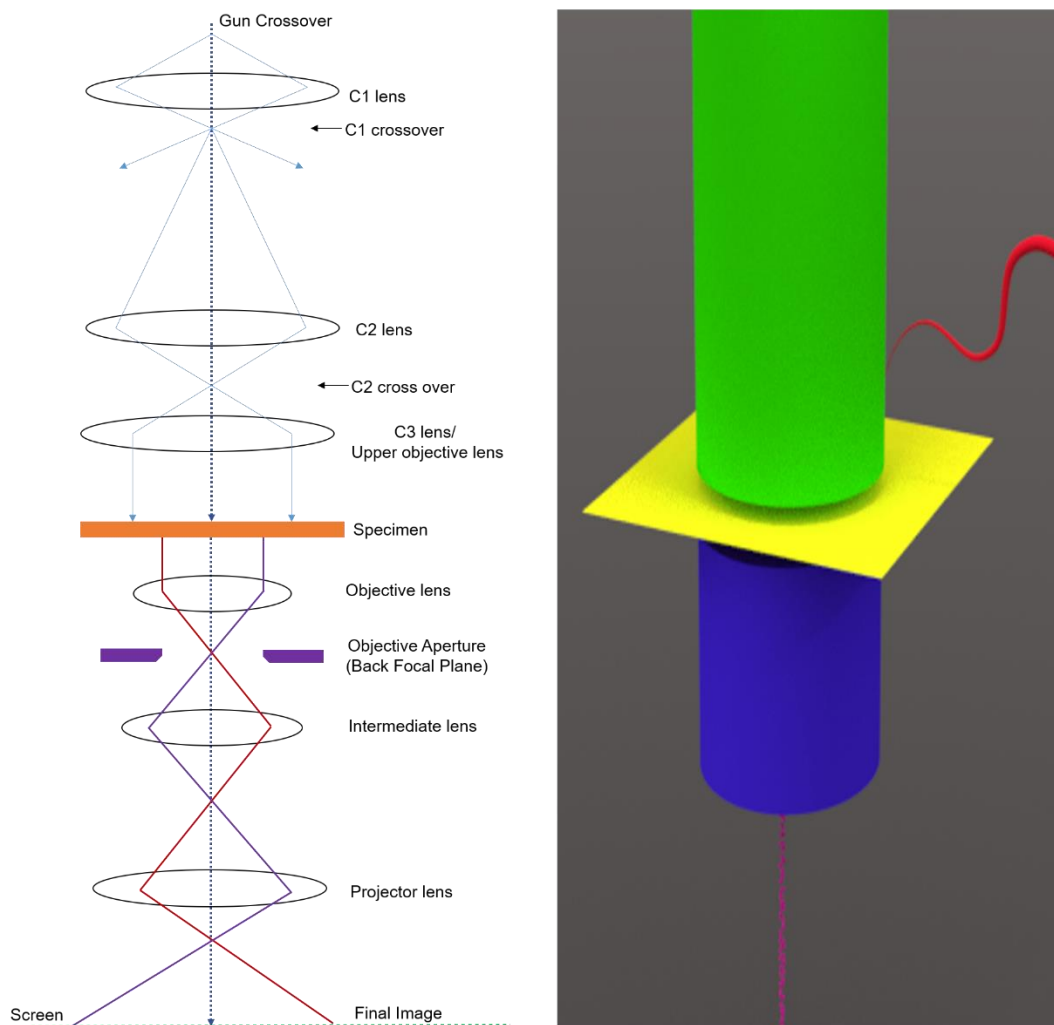 Gun Crossover
C1 lens
C1 crossover
C2 lens
C2 cross over
C3 lens/
Upper objective lens
Specimen
Objective lens
Objective Aperture
(Back Focal Plane)
Intermediate lens
Projector lens
Screen
Final Image